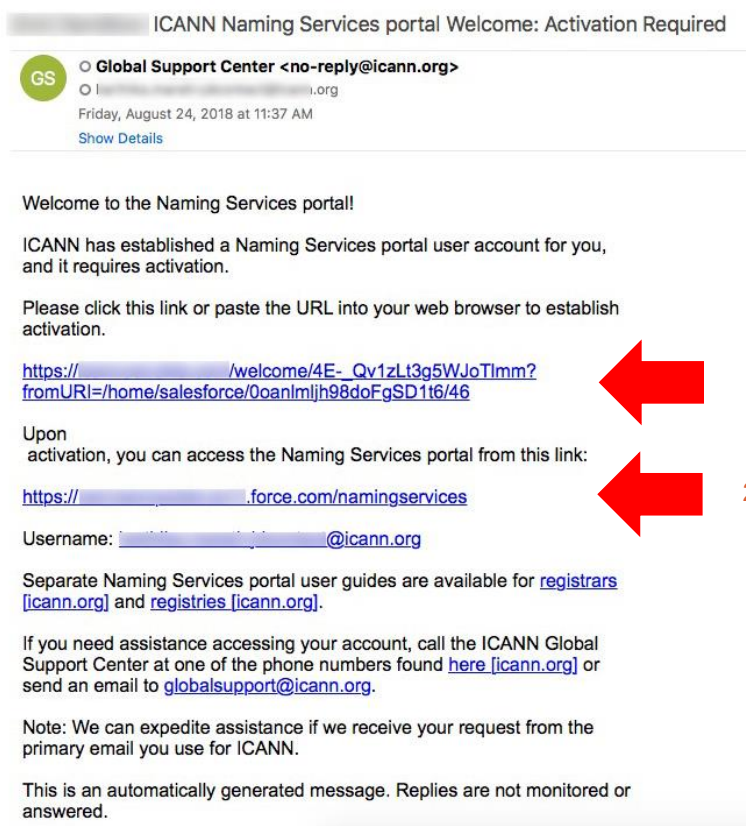 ICANN Naming Services portal Welcome: Activation Required
GS
Global Support Center <no-reply@icann.org>
.org
Friday, August 24, 2018 at 11:37 AM
Show Details
Welcome to the Naming Services portal!
ICANN has established a Naming Services portal user account for you,
and it requires activation.
Please click this link or paste the URL into your web browser to establish
activation.
https:// /welcome/4E-_Qv1zLt3g5WJoTlmm?
fromURI=/home/salesforce/0oanlmljh98doFgSD1t6/46
Upon
activation, you can access the Naming Services portal from this link:
https:// .force.com/namingservices
2
Username: @icann.org
Separate Naming Services portal user guides are available for registrars
[icann.org] and registries [icann.org].
If you need assistance accessing your account, call the ICANN Global
Support Center at one of the phone numbers found here [icann.org] or
send an email to globalsupport@icann.org.
Note: We can expedite assistance if we receive your request from the
primary email you use for ICANN.
This is an automatically generated message. Replies are not monitored or
answered.